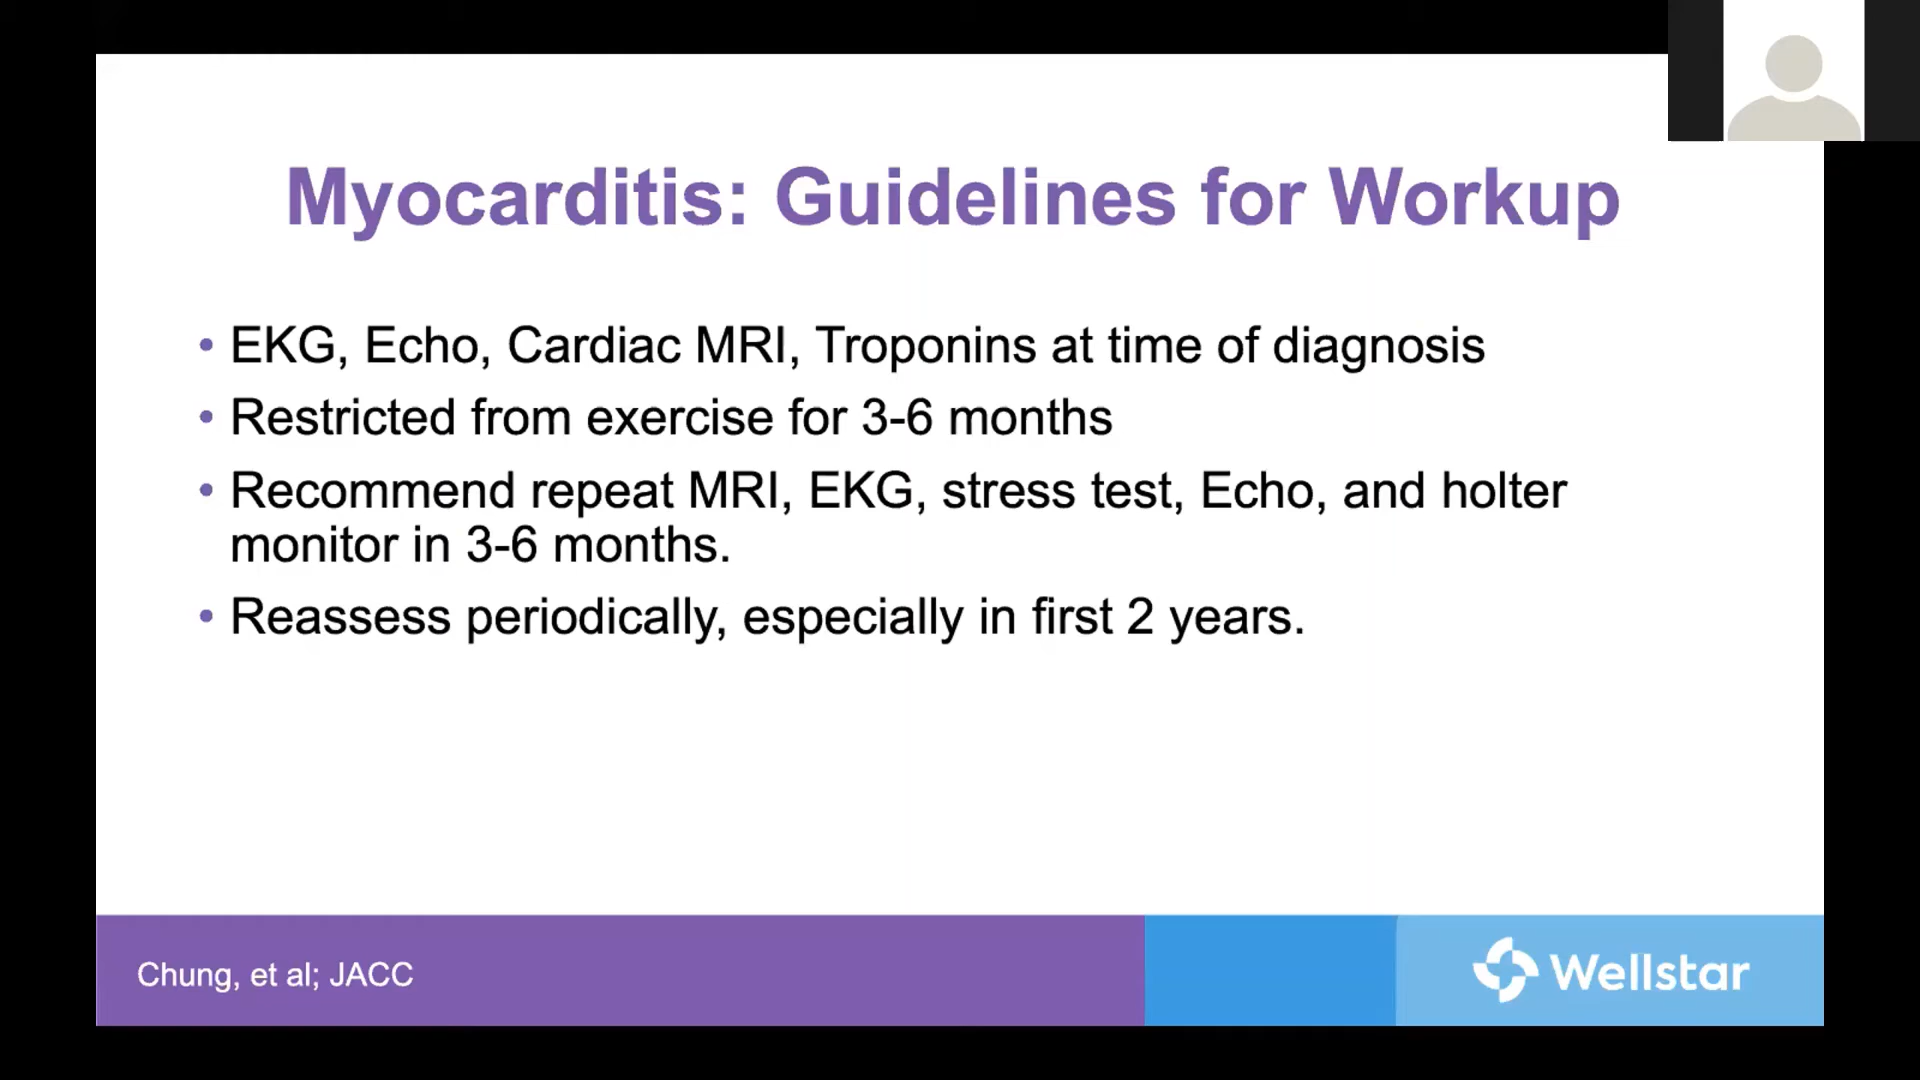 Myocarditis: Guidelines for Workup
• EKG, Echo, Cardiac MRI, Troponins at time of diagnosis
• Restricted from exercise for 3-6 months
• Recommend repeat MRI, EKG, stress test, Echo, and holter
monitor in 3-6 months.
• Reassess periodically, especially in first 2 years.
Chung, et al; JACC
Wellstar